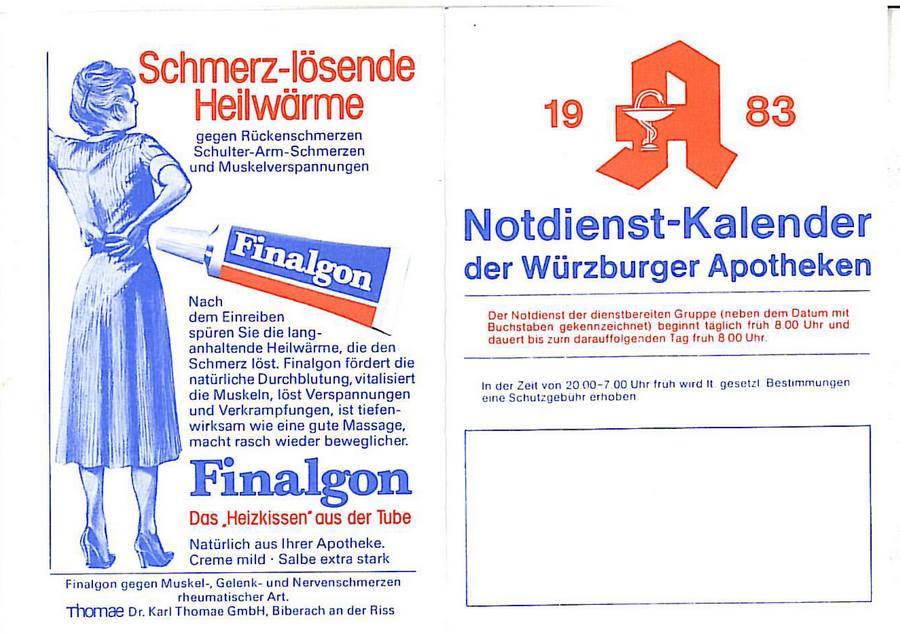 Schmerz-lösende
Heilwärme
gegen Rückenschmerzen
Schulter-Arm-Schmerzen
und Muskelverspannungen
Finalgon
Nach
dem Einreiben
spüren Sie die lang-
anhaltende Heilwärme, die den
Schmerz löst. Finalgon fördert die
natürliche Durchblutung, vitalisiert
die Muskeln, löst Verspannungen
und Verkrampfungen, ist tiefen-
wirksam wie eine gute Massage,
macht rasch wieder beweglicher.
Finalgon
Das „Heizkissen" aus der Tube
Natürlich aus Ihrer Apotheke.
Creme mild · Salbe extra stark
Finalgon gegen Muskel-, Gelenk- und Nervenschmerzen
rheumatischer Art.
Thomae Dr. Karl Thomae GmbH, Biberach an der Riss
19 A 83
Notdienst-Kalender
der Würzburger Apotheken
Der Notdienst der dienstbereiten Gruppe (neben dem Datum mit
Buchstaben gekennzeichnet) beginnt täglich früh 8.00 Uhr und
dauert bis zum darauffolgenden Tag früh 8.00 Uhr.
In der Zeit von 20.00-7.00 Uhr früh wird lt. gesetzl. Bestimmungen
eine Schutzgebühr erhoben